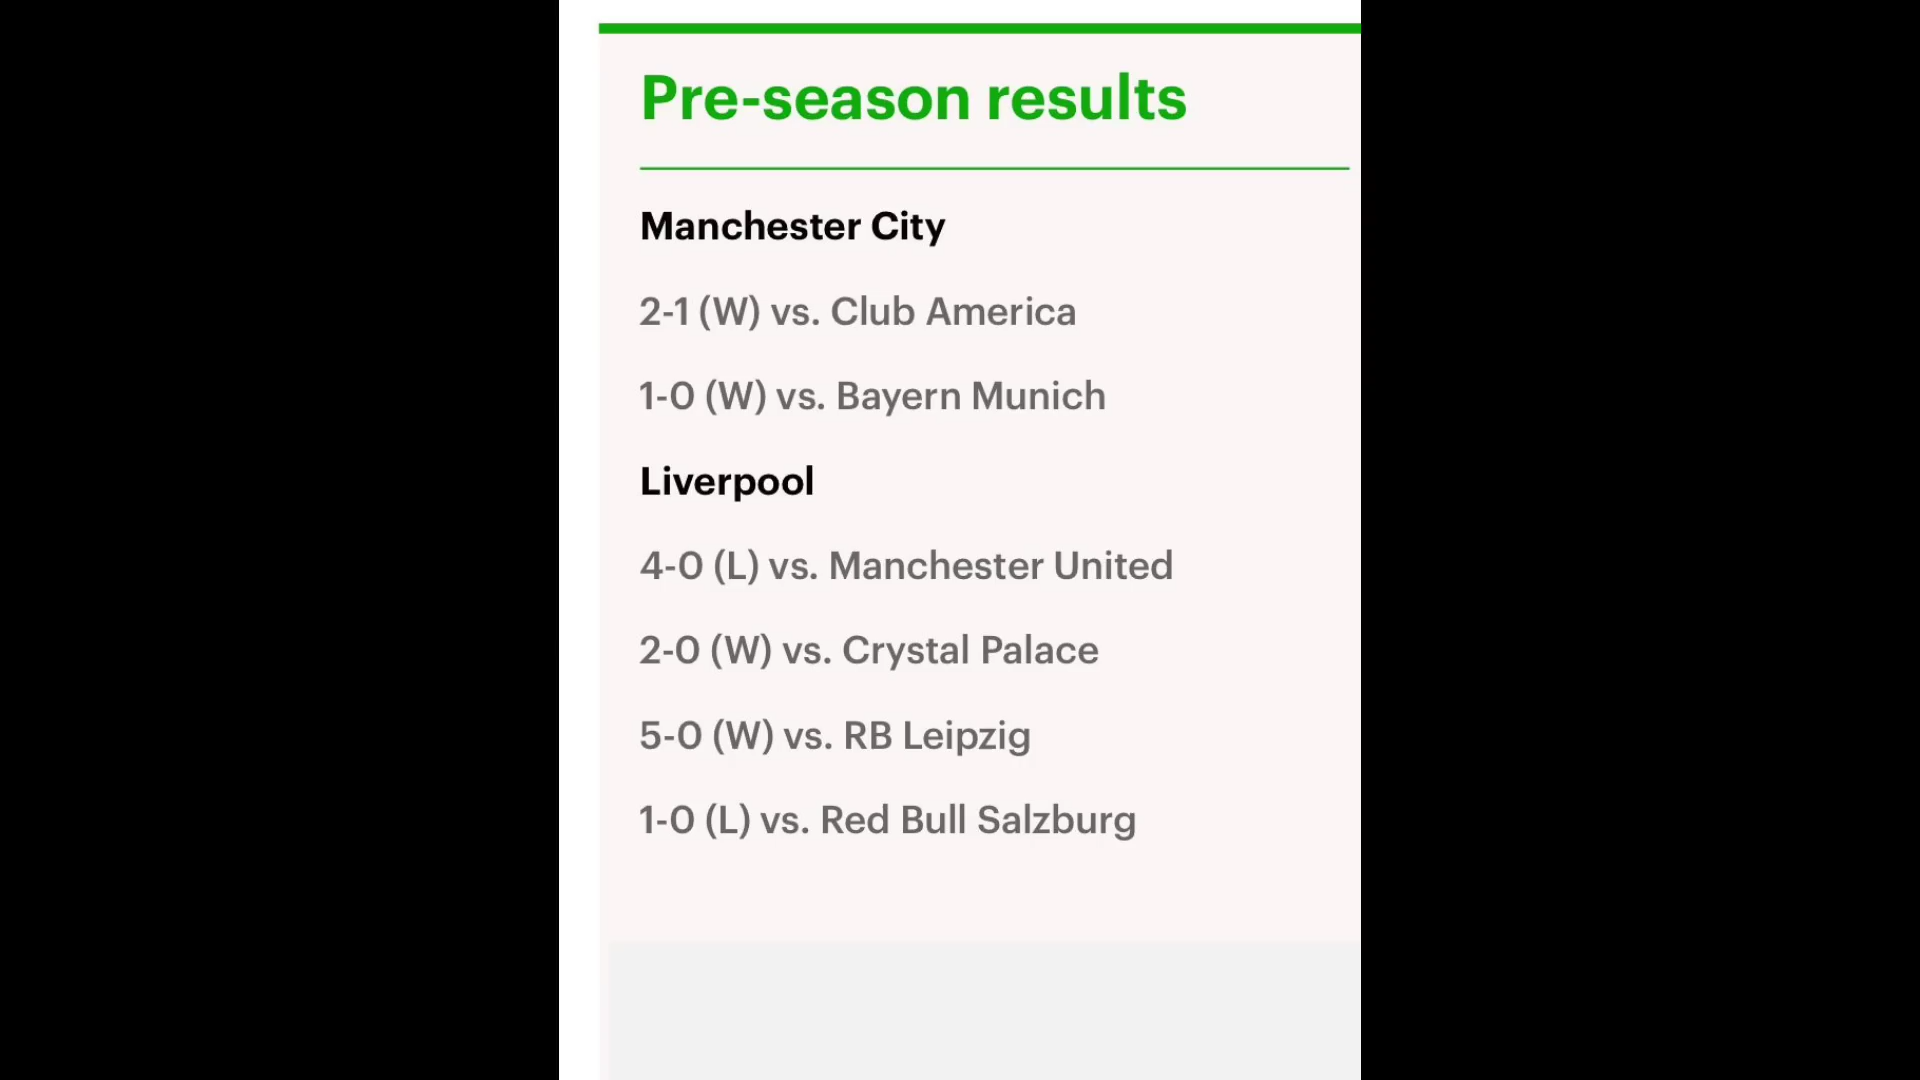 Pre-season results
Manchester City
2-1 (W) vs. Club America
1-0 (W) vs. Bayern Munich
Liverpool
4-0 (L) vs. Manchester United
2-0 (W) vs. Crystal Palace
5-0 (W) vs. RB Leipzig
1-0 (L) vs. Red Bull Salzburg